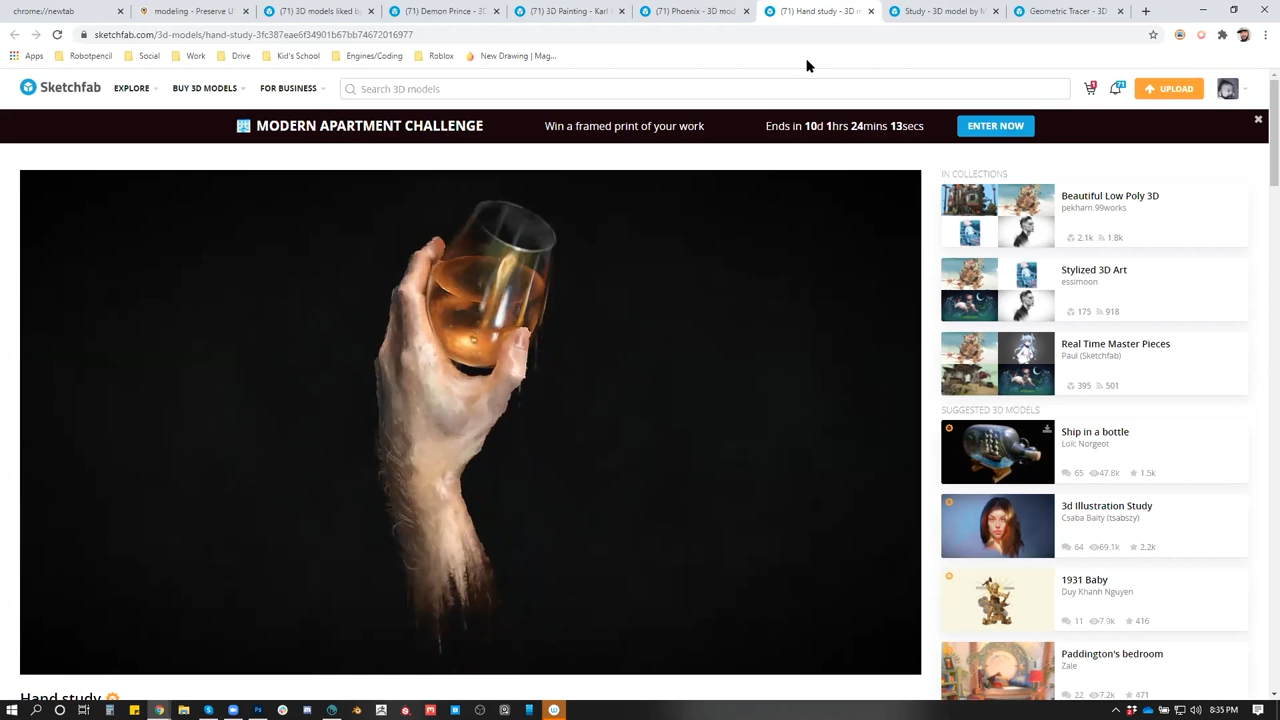 chrome://newtab
modeling - Preserve U
(71) 3D models liked b
(71) Demon Prince - 3D
(71) 3D Painting - Karl
(71) Phoenix - 3D mod
(71) Hand study - 3D m
Study - 3D model by M
Geometric Tracer - 3D
sketchfab.com/3d-models/hand-study-3fc387eae6f34901b67bb74672016977
Apps
Robotpencil
Social
Work
Drive
Kid's School
Engines/Coding
Roblox
New Drawing | Mag...
Sketchfab
EXPLORE
BUY 3D MODELS
FOR BUSINESS
Search 3D models
71
UPLOAD
MODERN APARTMENT CHALLENGE
Win a framed print of your work
Ends in 10d 1hrs 24mins 13secs
ENTER NOW
IN COLLECTIONS
Beautiful Low Poly 3D
pekham.99works
2.1k 1.8k
Stylized 3D Art
essimoon
175 918
Real Time Master Pieces
Paul (Sketchfab)
395 501
SUGGESTED 3D MODELS
Ship in a bottle
Loïc Norgeot
65 47.8k 1.5k
3d Illustration Study
Csaba Baity (tsabszy)
64 69.1k 2.2k
1931 Baby
Duy Khanh Nguyen
11 7.9k 416
Paddington's bedroom
Zale
22 7.2k 471
Hand study
8:35 PM